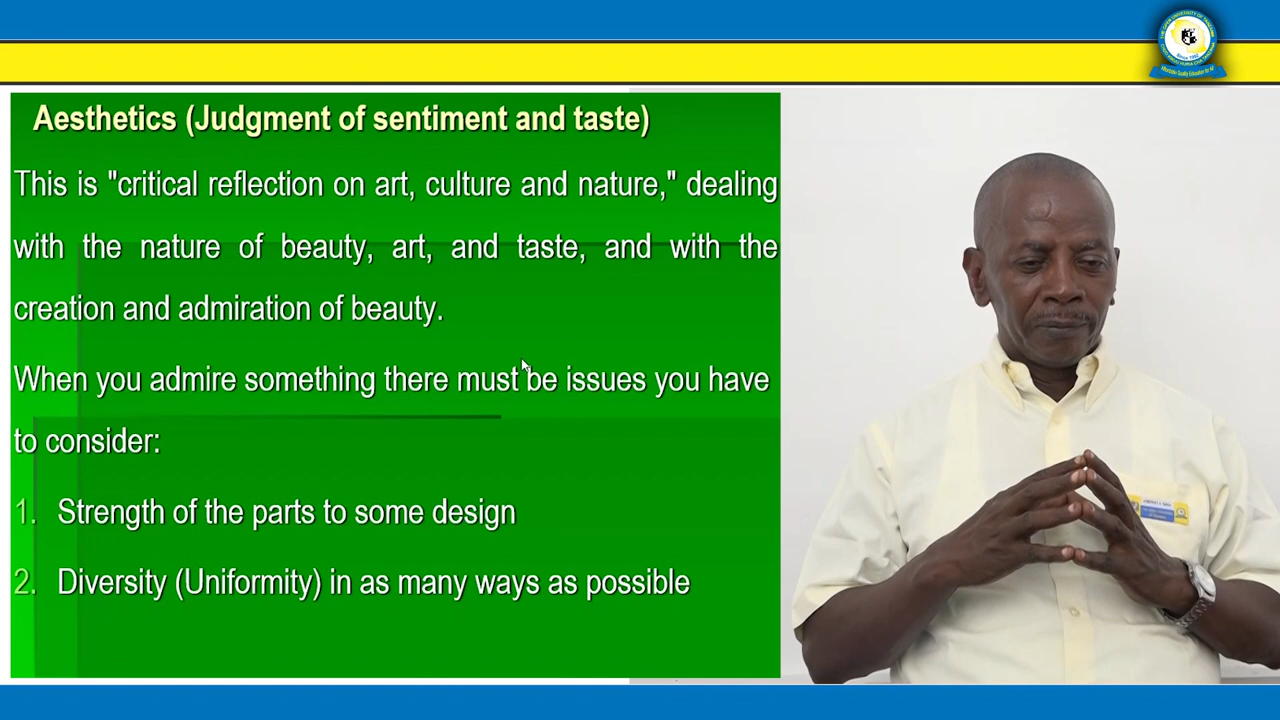 Aesthetics (Judgment of sentiment and taste)
This is "critical reflection on art, culture and nature," dealing
with the nature of beauty, art, and taste, and with the
creation and admiration of beauty.
When you admire something there must be issues you have
to consider:
1. Strength of the parts to some design
2. Diversity (Uniformity) in as many ways as possible